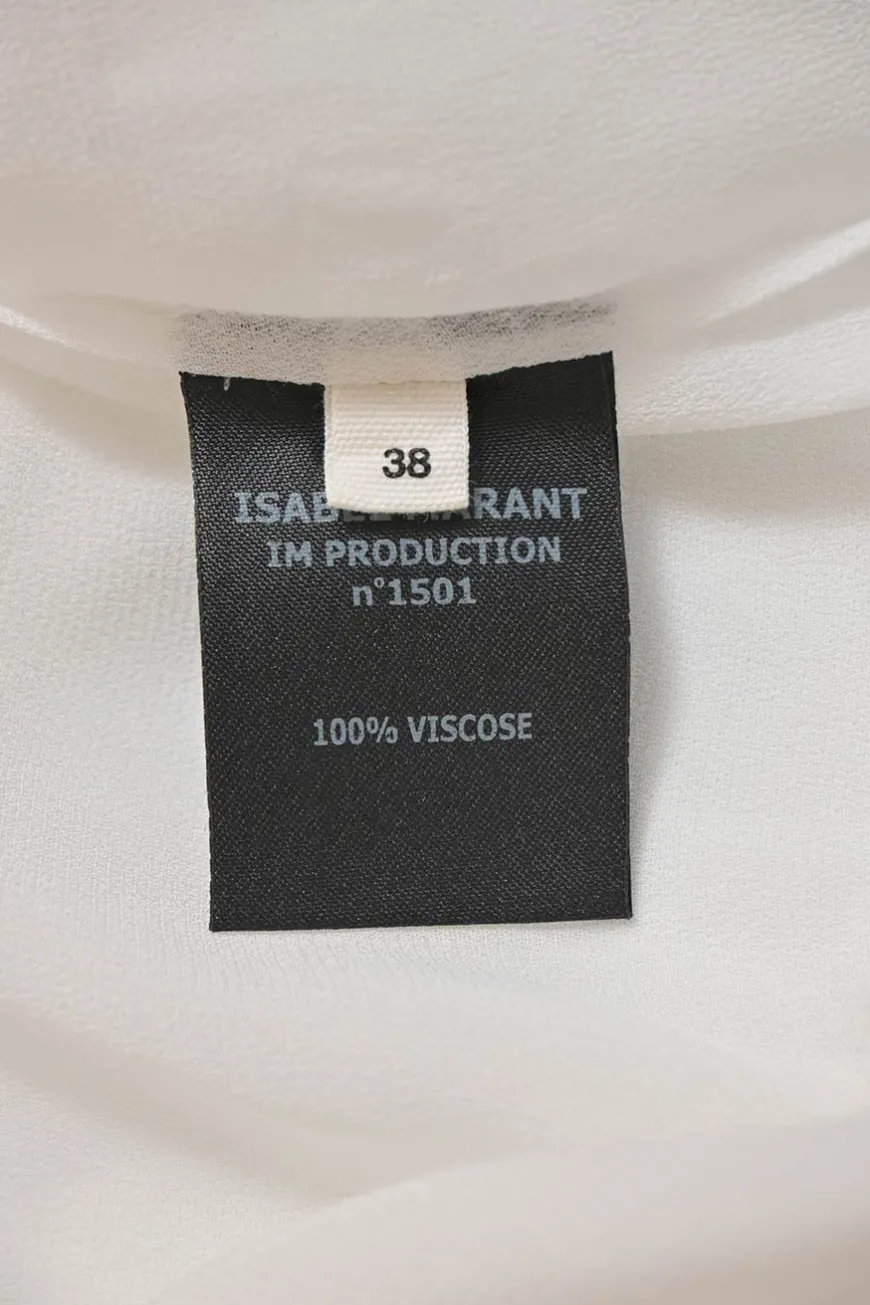 38
ISABEL MARANT
IM PRODUCTION
n°1501
100% VISCOSE